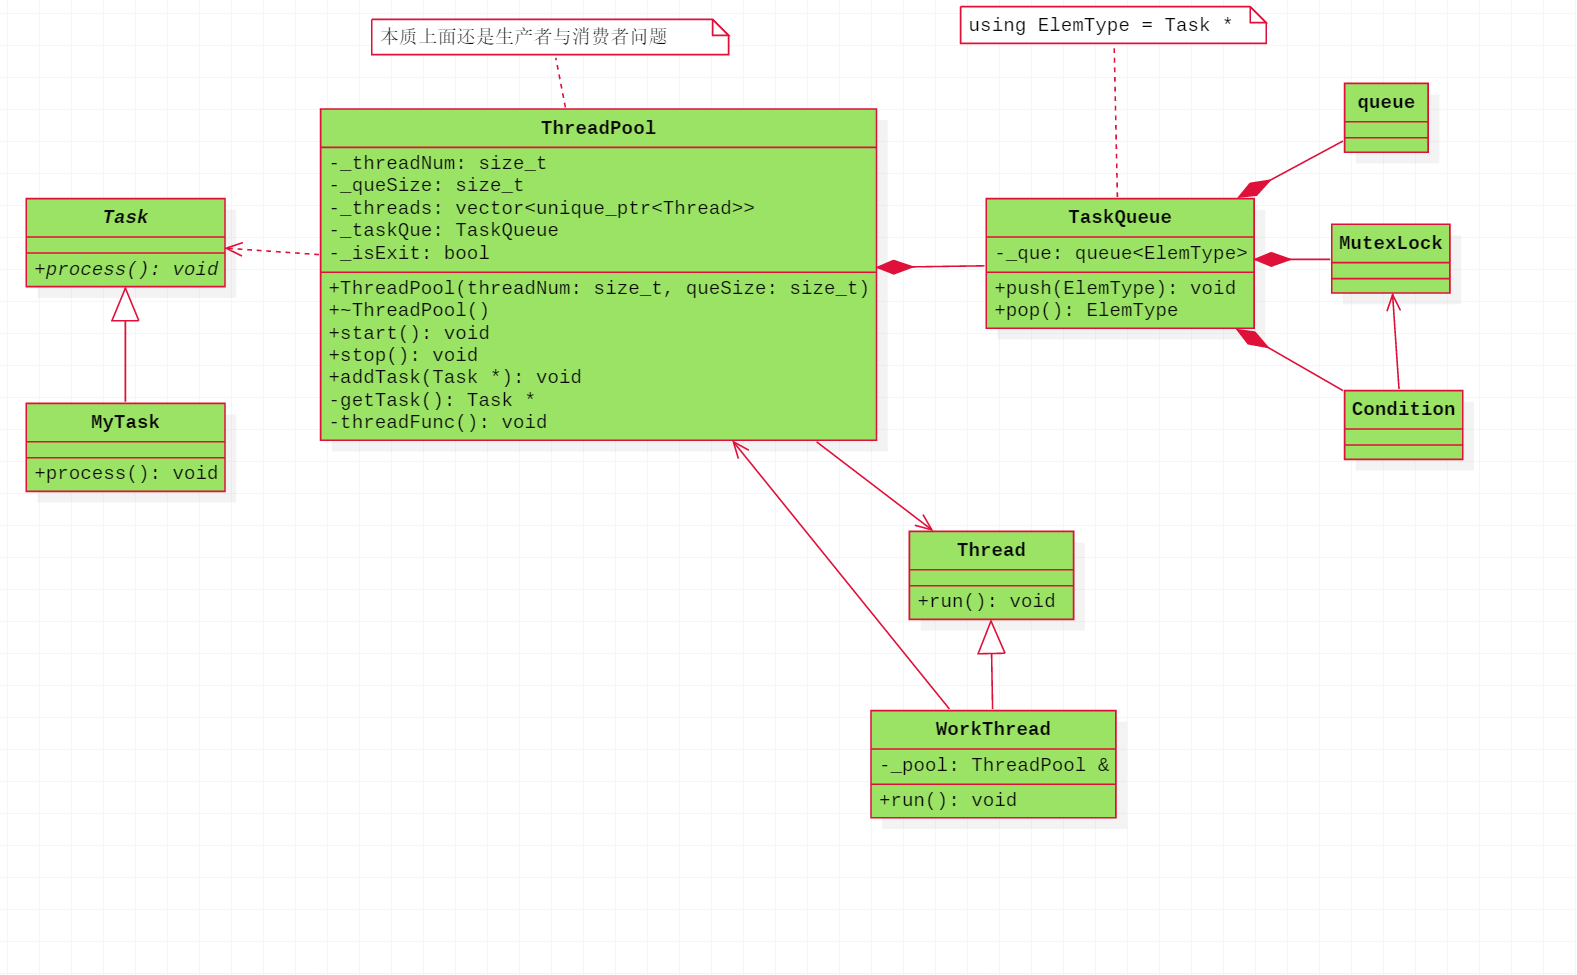 本质上面还是生产者与消费者问题
using ElemType = Task *
ThreadPool
-_threadNum: size_t
-_queSize: size_t
-_threads: vector<unique_ptr<Thread>>
-_taskQue: TaskQueue
-_isExit: bool
+ThreadPool(threadNum: size_t, queSize: size_t)
+~ThreadPool()
+start(): void
+stop(): void
+addTask(Task *): void
-getTask(): Task *
-threadFunc(): void
Task
+process(): void
MyTask
+process(): void
TaskQueue
-_que: queue<ElemType>
+push(ElemType): void
+pop(): ElemType
queue
MutexLock
Condition
Thread
+run(): void
WorkThread
-_pool: ThreadPool &
+run(): void